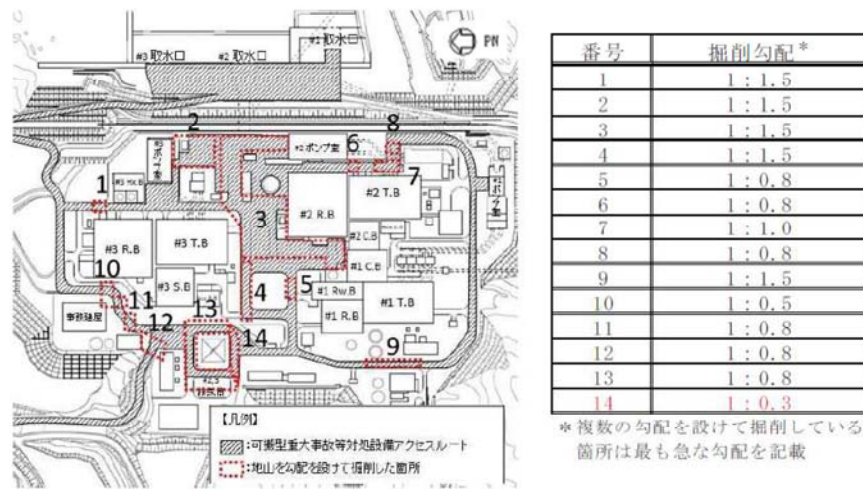 #1 取水口
#3 取水口
#2 取水口
PN
2
8
#2 ポンプ室
6
1
7
#2 T.B
3
#2 R.B
#3 R.B
#3 T.B
#2 C.B
#1 C.B
10
#3 S.B
4
5
#1 Rw.B
11
13
#1 T.B
事務建屋
12
14
#1 R.B
9
【凡例】
:可搬型重大事故等対処設備アクセスルート
:地山を勾配を設けて掘削した箇所
番号 掘削勾配*
1 1:1.5
2 1:1.5
3 1:1.5
4 1:1.5
5 1:0.8
6 1:0.8
7 1:1.0
8 1:0.8
9 1:1.5
10 1:0.5
11 1:0.8
12 1:0.8
13 1:0.8
14 1:0.3
*複数の勾配を設けて掘削している
箇所は最も急な勾配を記載